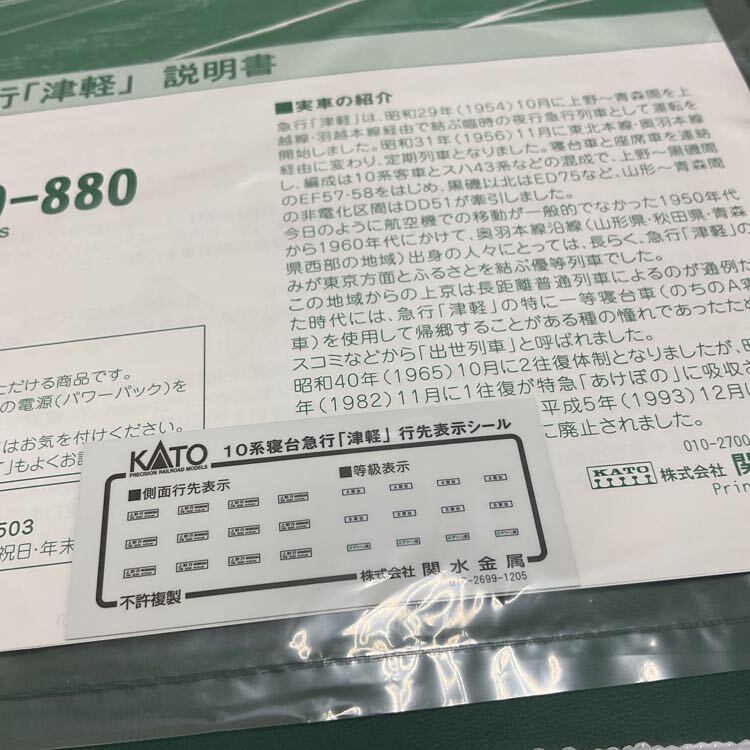 行「津軽」 説明書
-880
■実車の紹介
急行「津軽」は、昭和29年(1954)10月に上野〜青森間を上
越線・羽越本線経由で結ぶ臨時の夜行急行列車として運転を
開始しました。昭和31年(1956)11月に東北本線・奥羽本線
経由に変わり、定期列車となりました。寝台車と座席車を連結
し、編成は10系客車とスハ43系などの混成で、上野〜黒磯間
のEF57・58をはじめ、黒磯以北はED75など、山形〜青森間
の非電化区間はDD51が牽引しました。
今日のように航空機での移動が一般的でなかった1950年代
から1960年代にかけて、奥羽本線沿線(山形県・秋田県・青森
県西部の地域)出身の人々にとっては、長らく、急行「津軽」の
みが東京方面とふるさとを結ぶ優等列車でした。
この地域からの上京は長距離普通列車によるのが通例だ
た時代には、急行「津軽」の特に一等寝台車(のちのA寝
車)を使用して帰郷することがある種の憧れであったため
スコミなどから「出世列車」と呼ばれました。
昭和40年(1965)10月に2往復体制となりましたが、昭
年(1982)11月に1往復が特急「あけぼの」に吸収さ
平成5年(1993)12月
に廃止されました。
010-2700
KATO 株式会社 関
Prin
ただける商品です。
の電源(パワーパック)を
はお気を付けください。
503
祝日・年末
KATO
PRECISION RAILROAD MODELS
10系寝台急行「津軽」 行先表示シール
■側面行先表示
■等級表示
株式会社 関水金属
010-2699-1205
不許複製